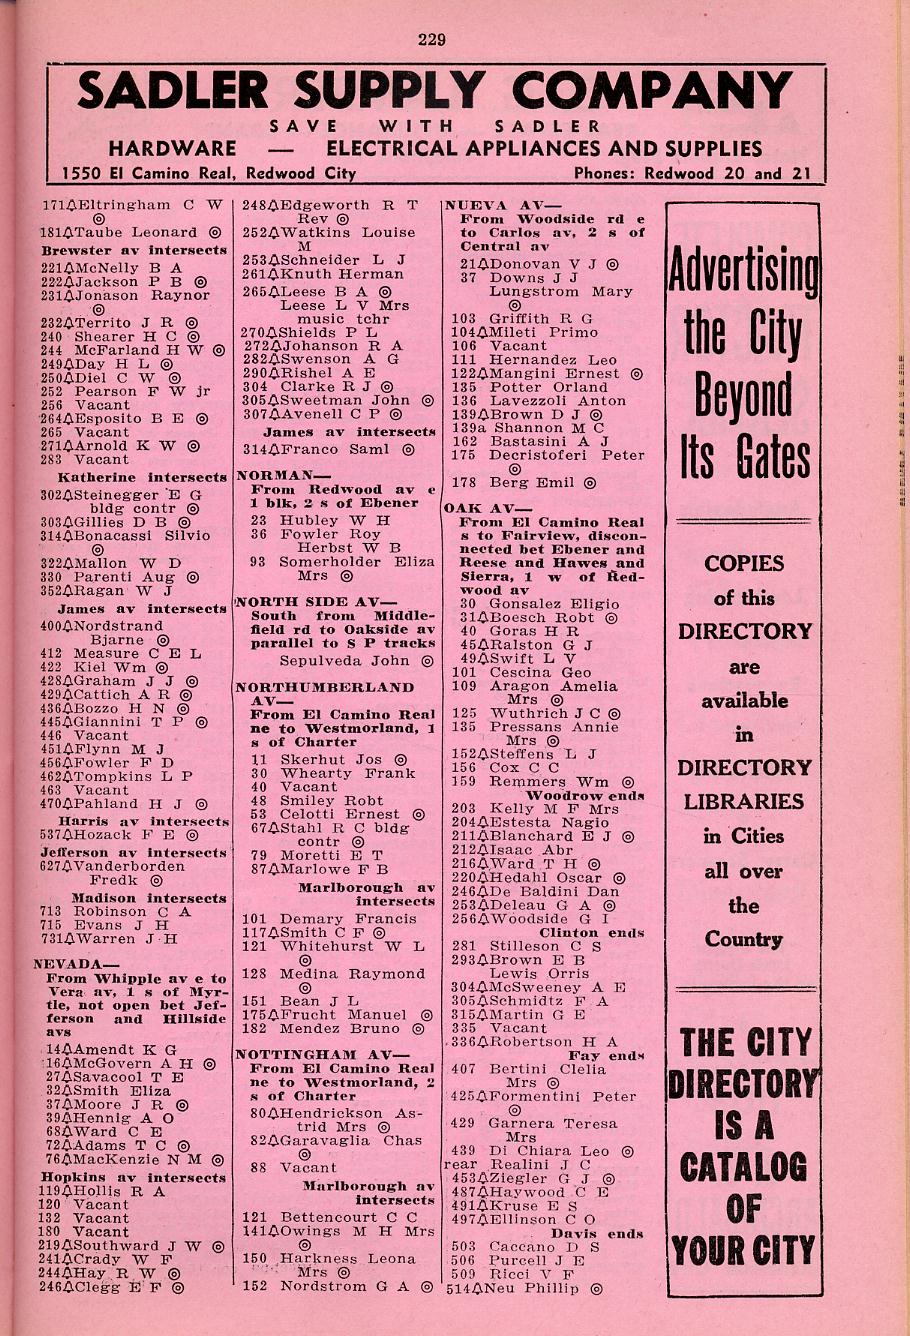 229
SADLER SUPPLY COMPANY
SAVE WITH SADLER
HARDWARE — ELECTRICAL APPLIANCES AND SUPPLIES
1550 El Camino Real, Redwood City Phones: Redwood 20 and 21
171△Eltringham C W
◎
181△Taube Leonard ◎
Brewster av intersects
221△McNelly B A
222△Jackson P B ◎
231△Jonason Raynor
◎
232△Territo J R ◎
240 Shearer H C ◎
244 McFarland H W ◎
249△Day H L ◎
250△Diel C W ◎
252 Pearson F W jr
256 Vacant
264△Esposito B E ◎
265 Vacant
271△Arnold K W ◎
283 Vacant
Katherine intersects
302△Steinegger E G
bldg contr ◎
303△Gillies D B ◎
314△Bonacassi Silvio
◎
322△Mallon W D
330 Parenti Aug ◎
352△Ragan W J
James av intersects
400△Nordstrand
Bjarne ◎
412 Measure C E L
422 Kiel Wm ◎
428△Graham J J ◎
429△Cattich A R ◎
436△Bozzo H N ◎
445△Giannini T P ◎
446 Vacant
451△Flynn M J
456△Fowler F D
462△Tompkins L P
463 Vacant
470△Pahland H J ◎
Harris av intersects
537△Hozack F E ◎
Jefferson av intersects
627△Vanderborden
Fredk ◎
Madison intersects
713 Robinson C A
715 Evans J H
731△Warren J H
NEVADA—
From Whipple av e to
Vera av, 1 s of Myr-
tle, not open bet Jef-
ferson and Hillside
avs
14△Amendt K G
16△McGovern A H ◎
27△Savacool T E
32△Smith Eliza
37△Moore J R ◎
39△Hennig A O
68△Ward C E
72△Adams T C ◎
76△MacKenzie N M ◎
Hopkins av intersects
119△Hollis R A
120 Vacant
132 Vacant
180 Vacant
219△Southward J W ◎
241△Crady W F
244△Hay R W ◎
246△Clegg E F ◎
248△Edgeworth R T
Rev ◎
252△Watkins Louise
M
253△Schneider L J
261△Knuth Herman
265△Leese B A ◎
Leese L V Mrs
music tchr
270△Shields P L
272△Johanson R A
282△Swenson A G
290△Rishel A E
304 Clarke R J ◎
305△Sweetman John ◎
307△Avenell C P ◎
James av intersects
314△Franco Saml ◎
NORMAN—
From Redwood av e
1 blk, 2 s of Ebener
23 Hubley W H
36 Fowler Roy
Herbst W B
93 Somerholder Eliza
Mrs ◎
NORTH SIDE AV—
South from Middle-
field rd to Oakside av
parallel to S P tracks
Sepulveda John ◎
NORTHUMBERLAND
AV—
From El Camino Real
ne to Westmorland, 1
s of Charter
11 Skerhut Jos ◎
30 Whearty Frank
40 Vacant
48 Smiley Robt
53 Celotti Ernest ◎
67△Stahl R C bldg
contr ◎
79 Moretti E T
87△Marlowe F B
Marlborough av
intersects
101 Demary Francis
117△Smith C F ◎
121 Whitehurst W L
◎
128 Medina Raymond
◎
151 Bean J L
175△Frucht Manuel ◎
182 Mendez Bruno ◎
NOTTINGHAM AV—
From El Camino Real
ne to Westmorland, 2
s of Charter
80△Hendrickson As-
trid Mrs ◎
82△Garavaglia Chas
◎
88 Vacant
Marlborough av
intersects
121 Bettencourt C C
141△Owings M H Mrs
◎
150 Harkness Leona
Mrs ◎
152 Nordstrom G A ◎
NUEVA AV—
From Woodside rd e
to Carlos av, 2 s of
Central av
21△Donovan V J ◎
37 Downs J J
Lungstrom Mary
◎
103 Griffith R G
104△Mileti Primo
106 Vacant
111 Hernandez Leo
122△Mangini Ernest ◎
135 Potter Orland
136 Lavezzoli Anton
139△Brown D J ◎
139a Shannon M C
162 Bastasini A J
175 Decristoferi Peter
◎
178 Berg Emil ◎
OAK AV—
From El Camino Real
s to Fairview, discon-
nected bet Ebener and
Reese and Hawes and
Sierra, 1 w of Red-
wood av
30 Gonsalez Eligio
31△Boesch Robt ◎
40 Goras H R
45△Ralston G J
49△Swift L V
101 Cescina Geo
109 Aragon Amelia
Mrs ◎
125 Wuthrich J C ◎
135 Pressans Annie
Mrs ◎
152△Steffens L J
156 Cox C C
159 Remmers Wm ◎
Woodrow ends
203 Kelly M F Mrs
204△Estesta Nagio
211△Blanchard E J ◎
212△Isaac Abr
216△Ward T H ◎
220△Hedahl Oscar ◎
246△De Baldini Dan
253△Deleau G A ◎
256△Woodside G I
Clinton ends
281 Stilleson C S
293△Brown E B
Lewis Orris
304△McSweeney A E
305△Schmidtz F A
315△Martin G E
335 Vacant
336△Robertson H A
Fay ends
407 Bertini Clelia
Mrs ◎
425△Formentini Peter
◎
429 Garnera Teresa
Mrs
439 Di Chiara Leo ◎
rear Realini J C
453△Ziegler G J ◎
487△Haywood C E
491△Kruse E S
497△Ellinson C O
Davis ends
503 Caccano D S
506 Purcell J E
509 Ricci V F
514△Neu Phillip ◎
Advertising
the City
Beyond
Its Gates
COPIES
of this
DIRECTORY
are
available
in
DIRECTORY
LIBRARIES
in Cities
all over
the
Country
THE CITY
DIRECTORY
IS A
CATALOG
OF
YOUR CITY